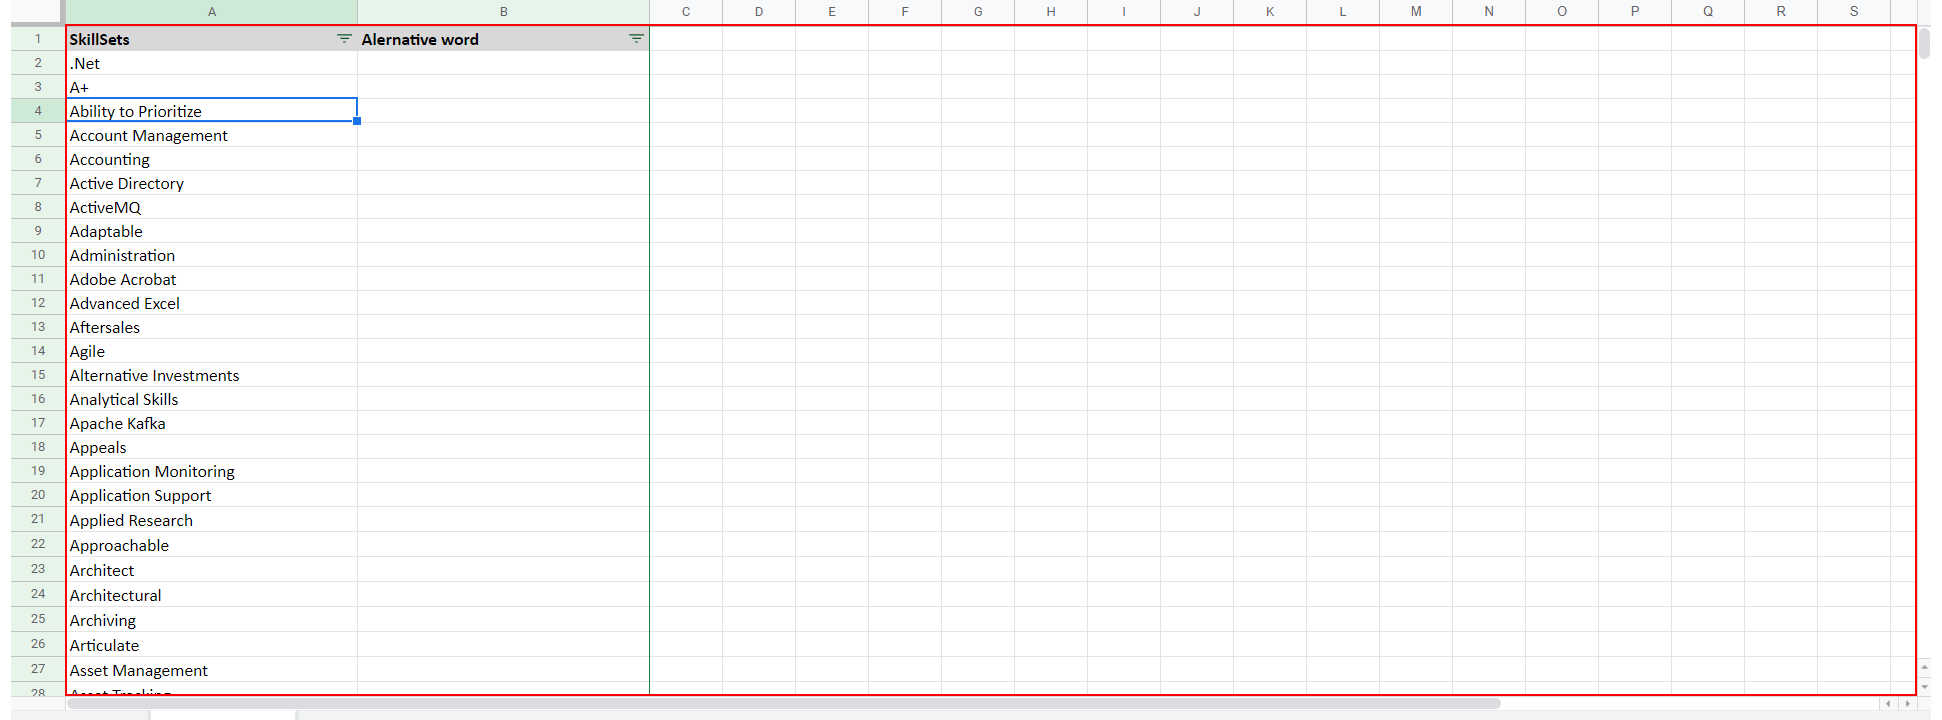 A B C D E F G H I J K L M N O P Q R S
1 SkillSets Alernative word
2 .Net
3 A+
4 Ability to Prioritize
5 Account Management
6 Accounting
7 Active Directory
8 ActiveMQ
9 Adaptable
10 Administration
11 Adobe Acrobat
12 Advanced Excel
13 Aftersales
14 Agile
15 Alternative Investments
16 Analytical Skills
17 Apache Kafka
18 Appeals
19 Application Monitoring
20 Application Support
21 Applied Research
22 Approachable
23 Architect
24 Architectural
25 Archiving
26 Articulate
27 Asset Management
28 Asset Tracking